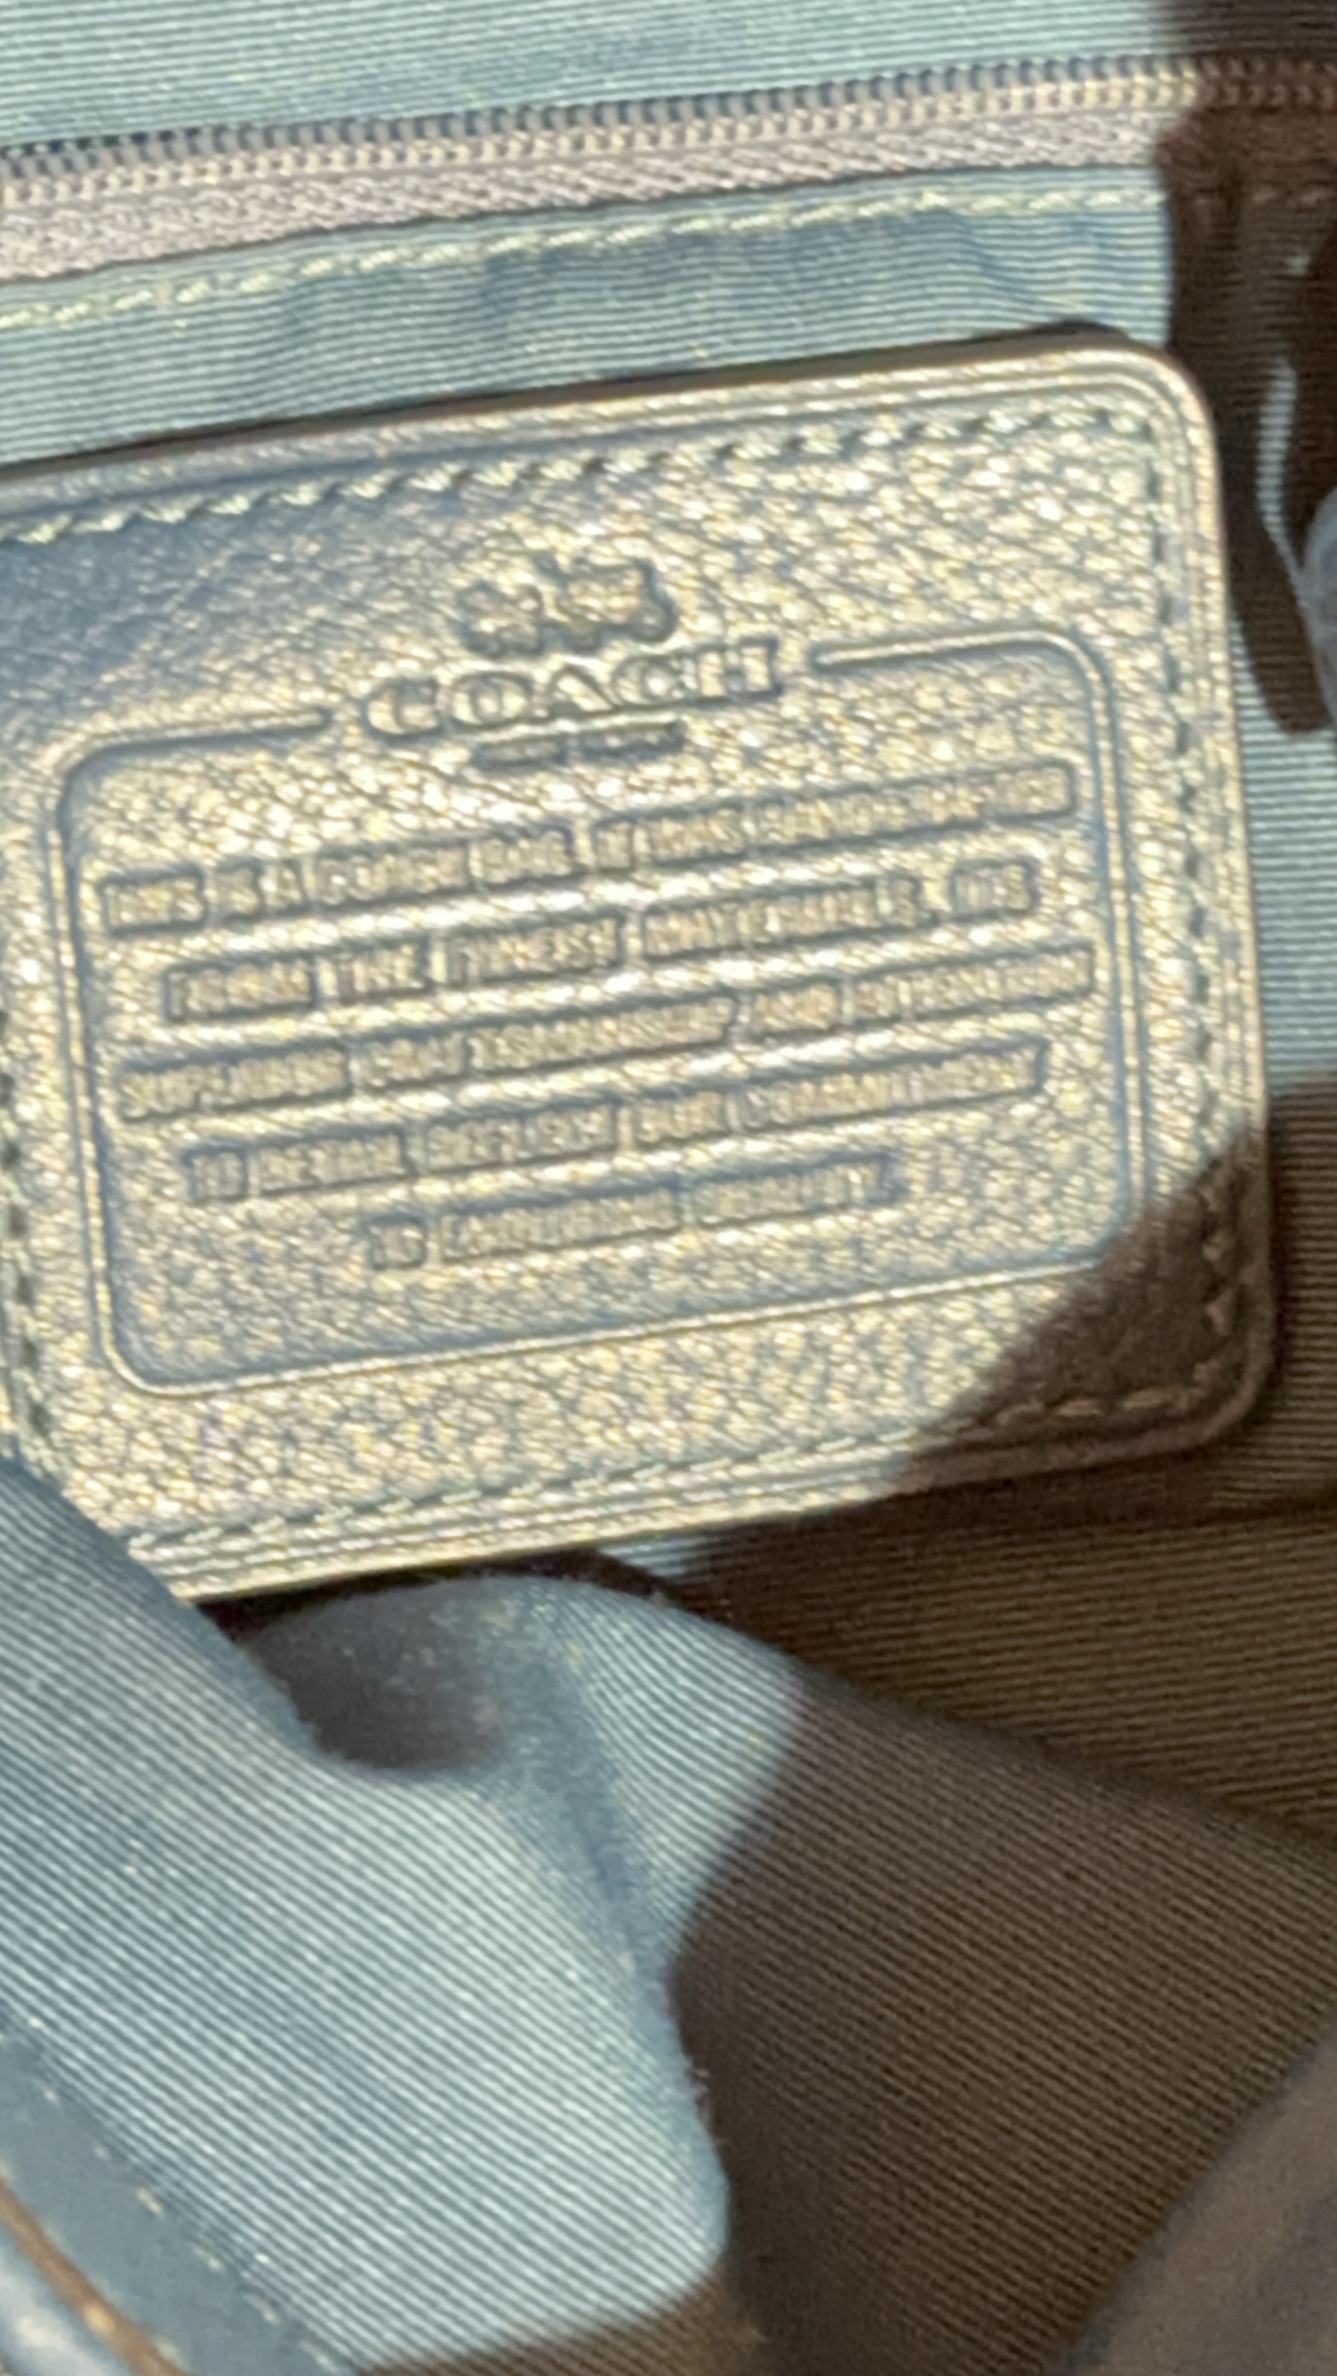 COACH
THIS IS A COACH BAG. IT WAS HANDCRAFTED
FROM THE FINEST MATERIALS. ITS
SUPERIOR CRAFTSMANSHIP AND ATTENTION
TO DETAIL REFLECT OUR COMMITMENT
TO ENDURING QUALITY.